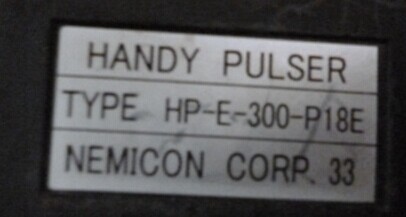 HANDY PULSER
TYPE HP-E-300-P18E
NEMICON CORP. 33